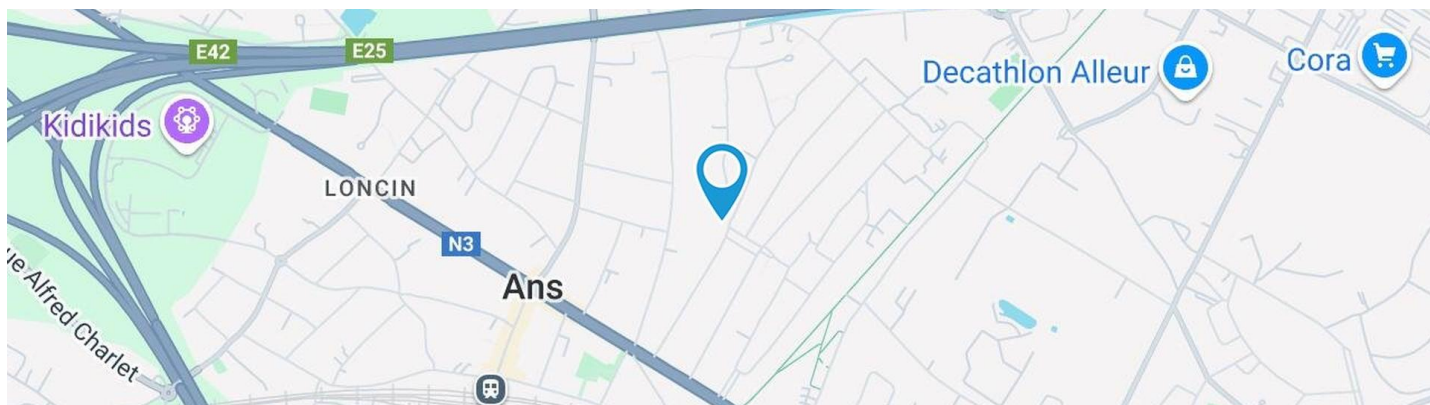 E42
E25
Decathlon Alleur
Cora
Kidikids
LONCIN
N3
Ans
ue Alfred Charlet